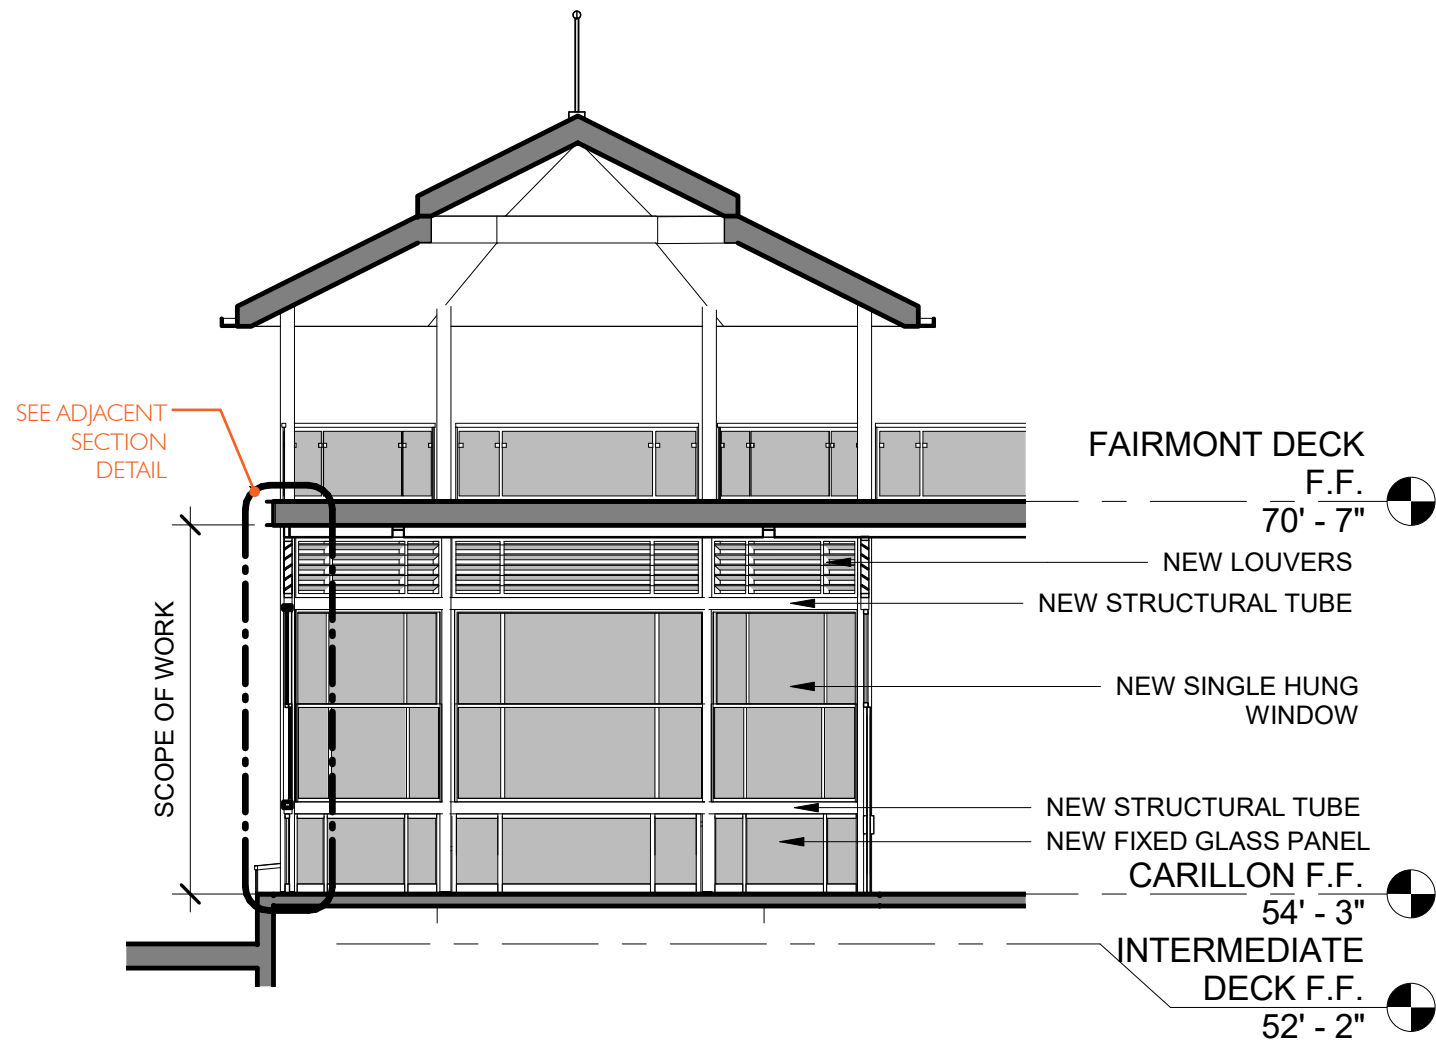 SEE ADJACENT
SECTION
DETAIL
SCOPE OF WORK
FAIRMONT DECK
F.F.
70' - 7"
NEW LOUVERS
NEW STRUCTURAL TUBE
NEW SINGLE HUNG
WINDOW
NEW STRUCTURAL TUBE
NEW FIXED GLASS PANEL
CARILLON F.F.
54' - 3"
INTERMEDIATE
DECK F.F.
52' - 2"